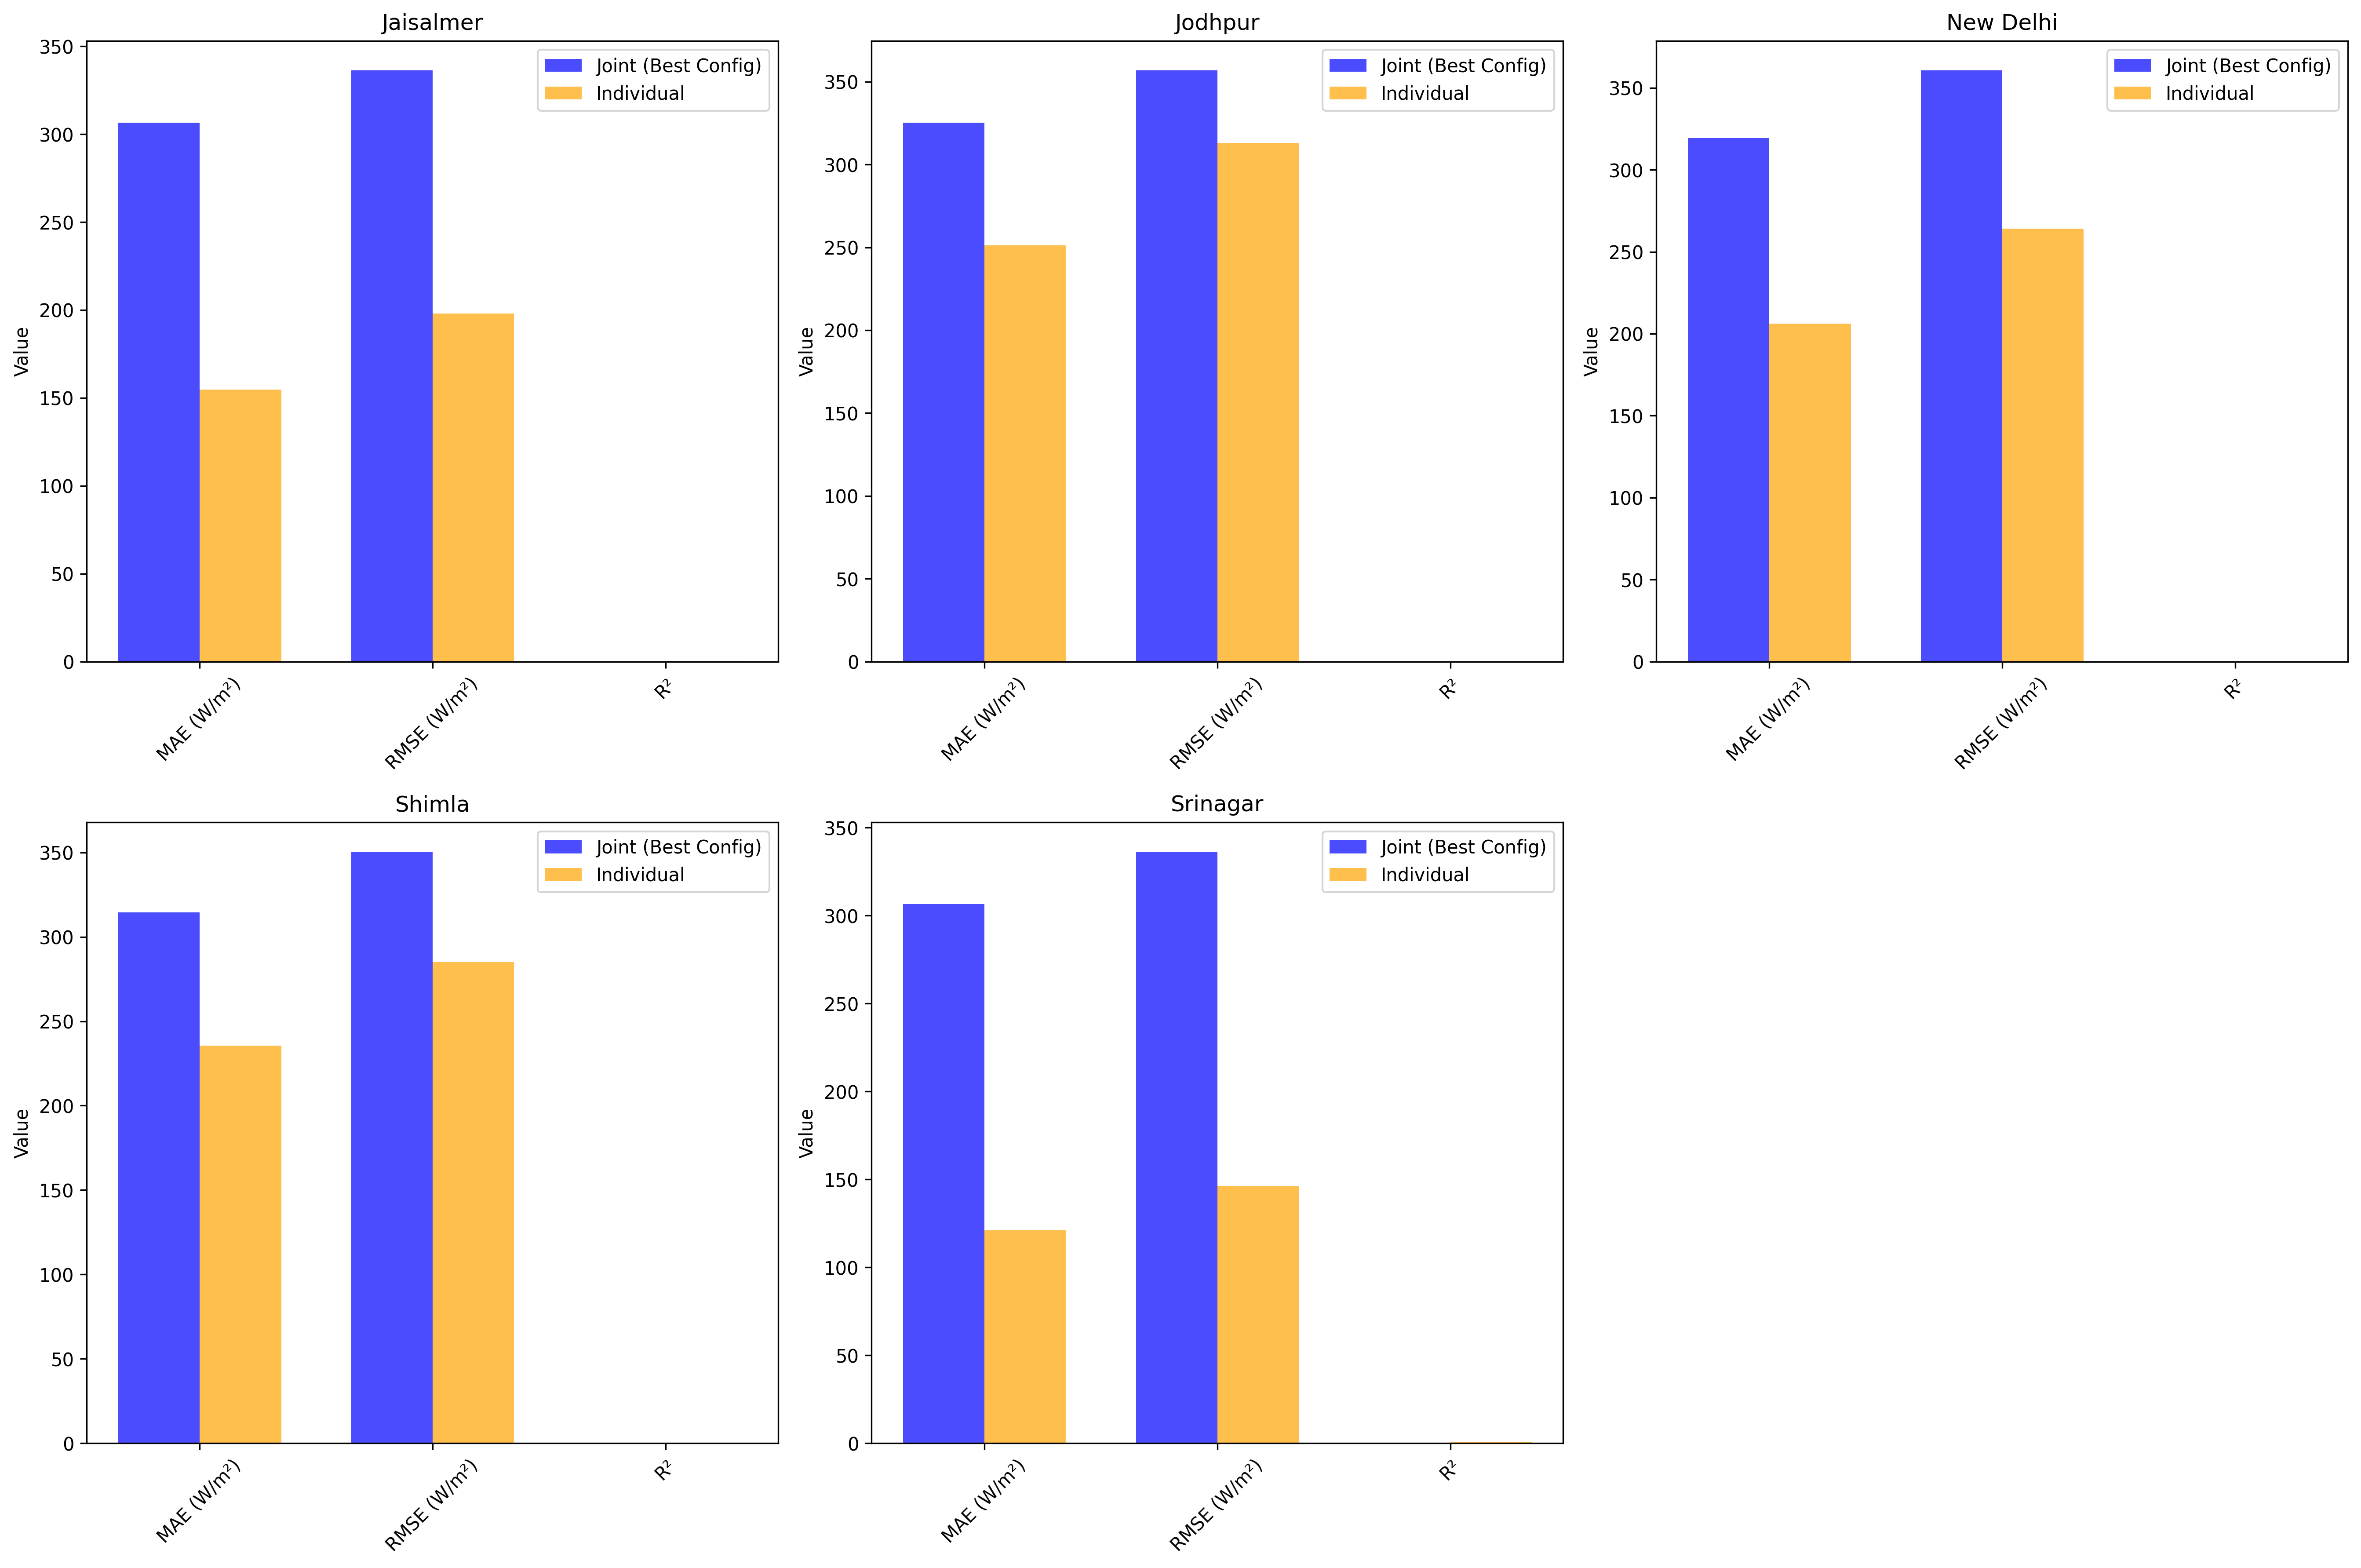 Jaisalmer
350
300
250
200
150
100
50
0
Value
MAE (W/m²)
RMSE (W/m²)
R²
Joint (Best Config)
Individual
Jodhpur
350
300
250
200
150
100
50
0
Value
MAE (W/m²)
RMSE (W/m²)
R²
Joint (Best Config)
Individual
New Delhi
350
300
250
200
150
100
50
0
Value
MAE (W/m²)
RMSE (W/m²)
R²
Joint (Best Config)
Individual
Shimla
350
300
250
200
150
100
50
0
Value
MAE (W/m²)
RMSE (W/m²)
R²
Joint (Best Config)
Individual
Srinagar
350
300
250
200
150
100
50
0
Value
MAE (W/m²)
RMSE (W/m²)
R²
Joint (Best Config)
Individual